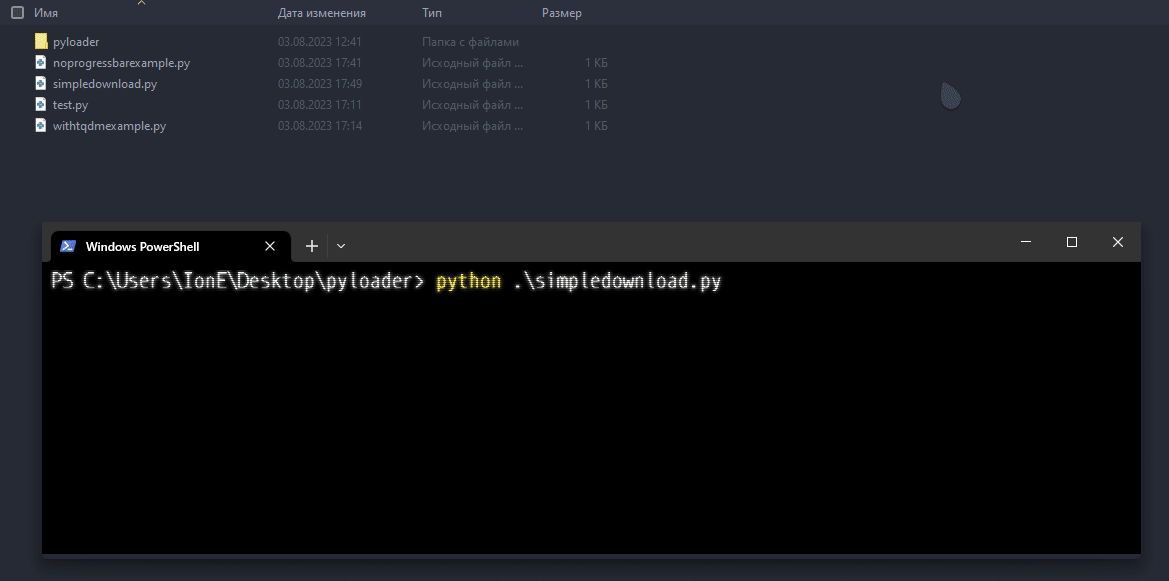 Имя Дата изменения Тип Размер
pyloader 03.08.2023 12:41 Папка с файлами
noprogressbarexample.py 03.08.2023 17:41 Исходный файл ... 1 КБ
simpledownload.py 03.08.2023 17:49 Исходный файл ... 1 КБ
test.py 03.08.2023 17:11 Исходный файл ... 1 КБ
withtqdmexample.py 03.08.2023 17:14 Исходный файл ... 1 КБ
Windows PowerShell
PS C:\Users\IonE\Desktop\pyloader> python .\simpledownload.py